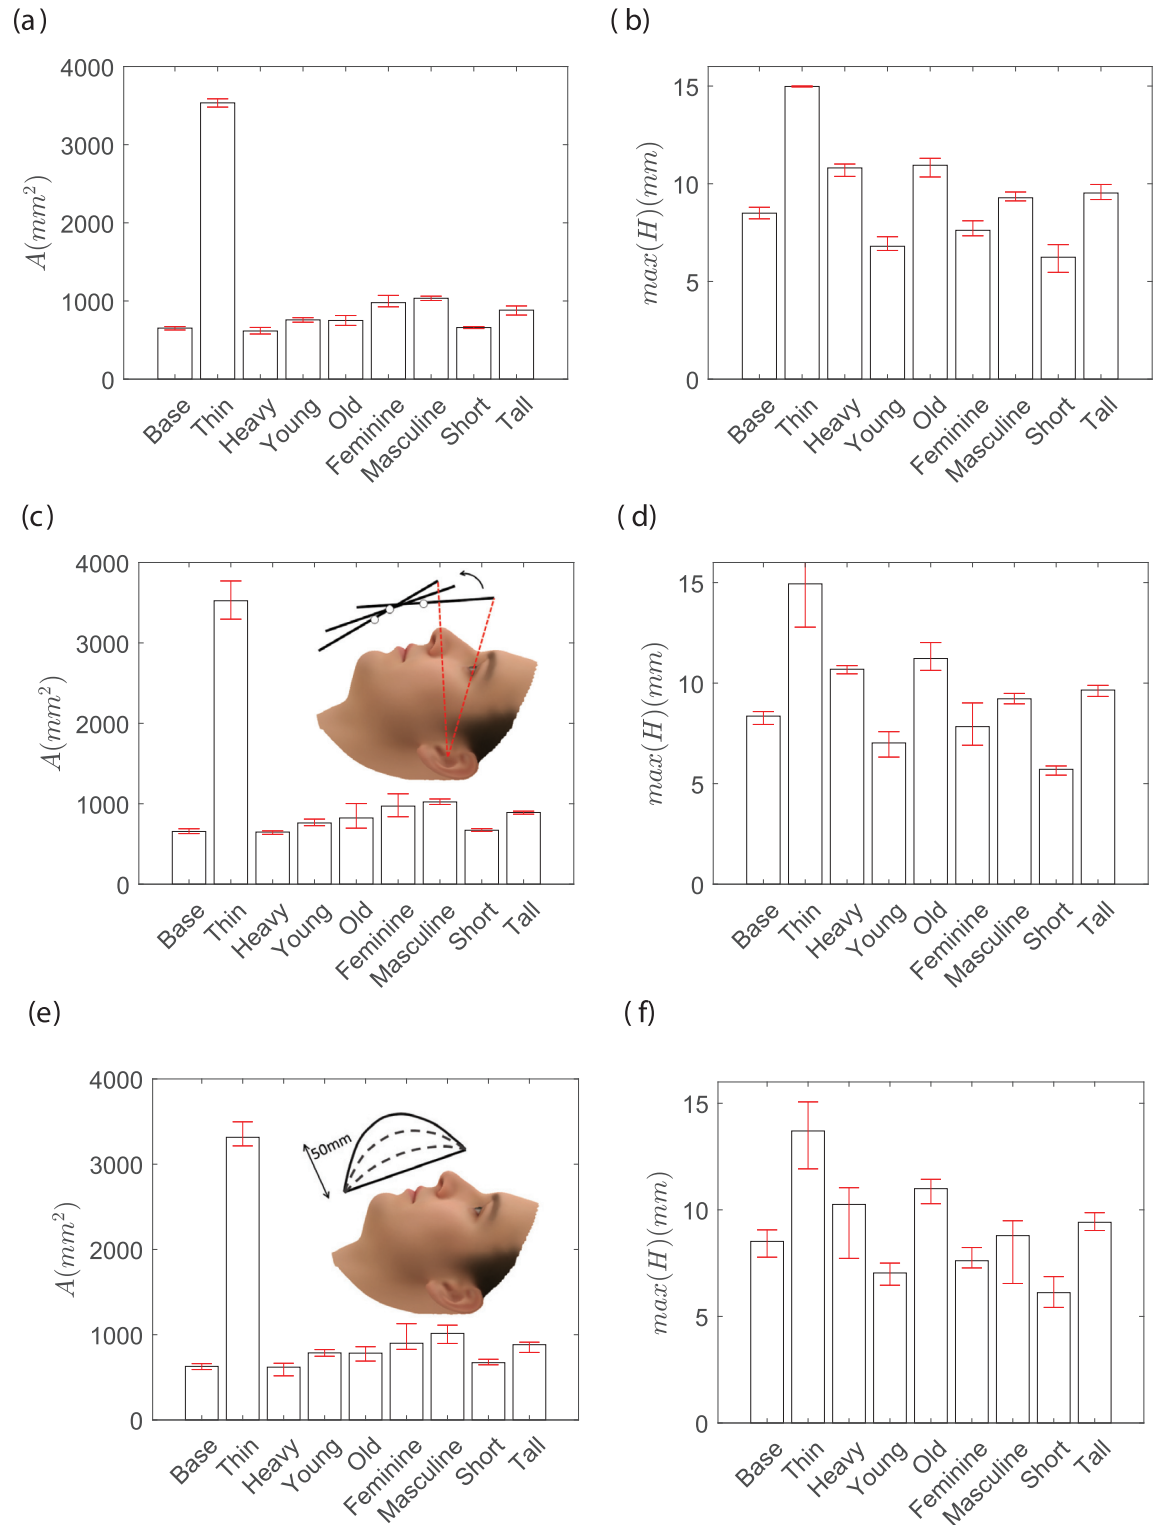 (a)
4000
3000
2000
1000
0
A(mm²)
Base
Thin
Heavy
Young
Old
Feminine
Masculine
Short
Tall
( b)
15
10
5
0
max(H)(mm)
Base
Thin
Heavy
Young
Old
Feminine
Masculine
Short
Tall
(c)
4000
3000
2000
1000
0
A(mm²)
Base
Thin
Heavy
Young
Old
Feminine
Masculine
Short
Tall
( d)
15
10
5
0
max(H)(mm)
Base
Thin
Heavy
Young
Old
Feminine
Masculine
Short
Tall
(e)
4000
3000
2000
1000
0
A(mm²)
50mm
Base
Thin
Heavy
Young
Old
Feminine
Masculine
Short
Tall
( f)
15
10
5
0
max(H)(mm)
Base
Thin
Heavy
Young
Old
Feminine
Masculine
Short
Tall